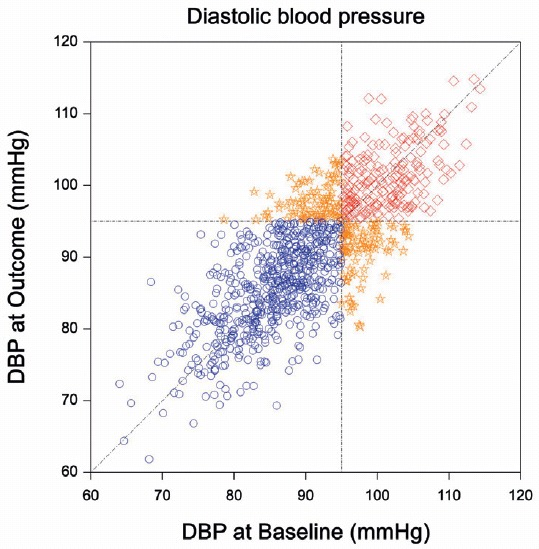 Diastolic blood pressure
120
110
100
90
80
70
60
DBP at Outcome (mmHg)
60 70 80 90 100 110 120
DBP at Baseline (mmHg)